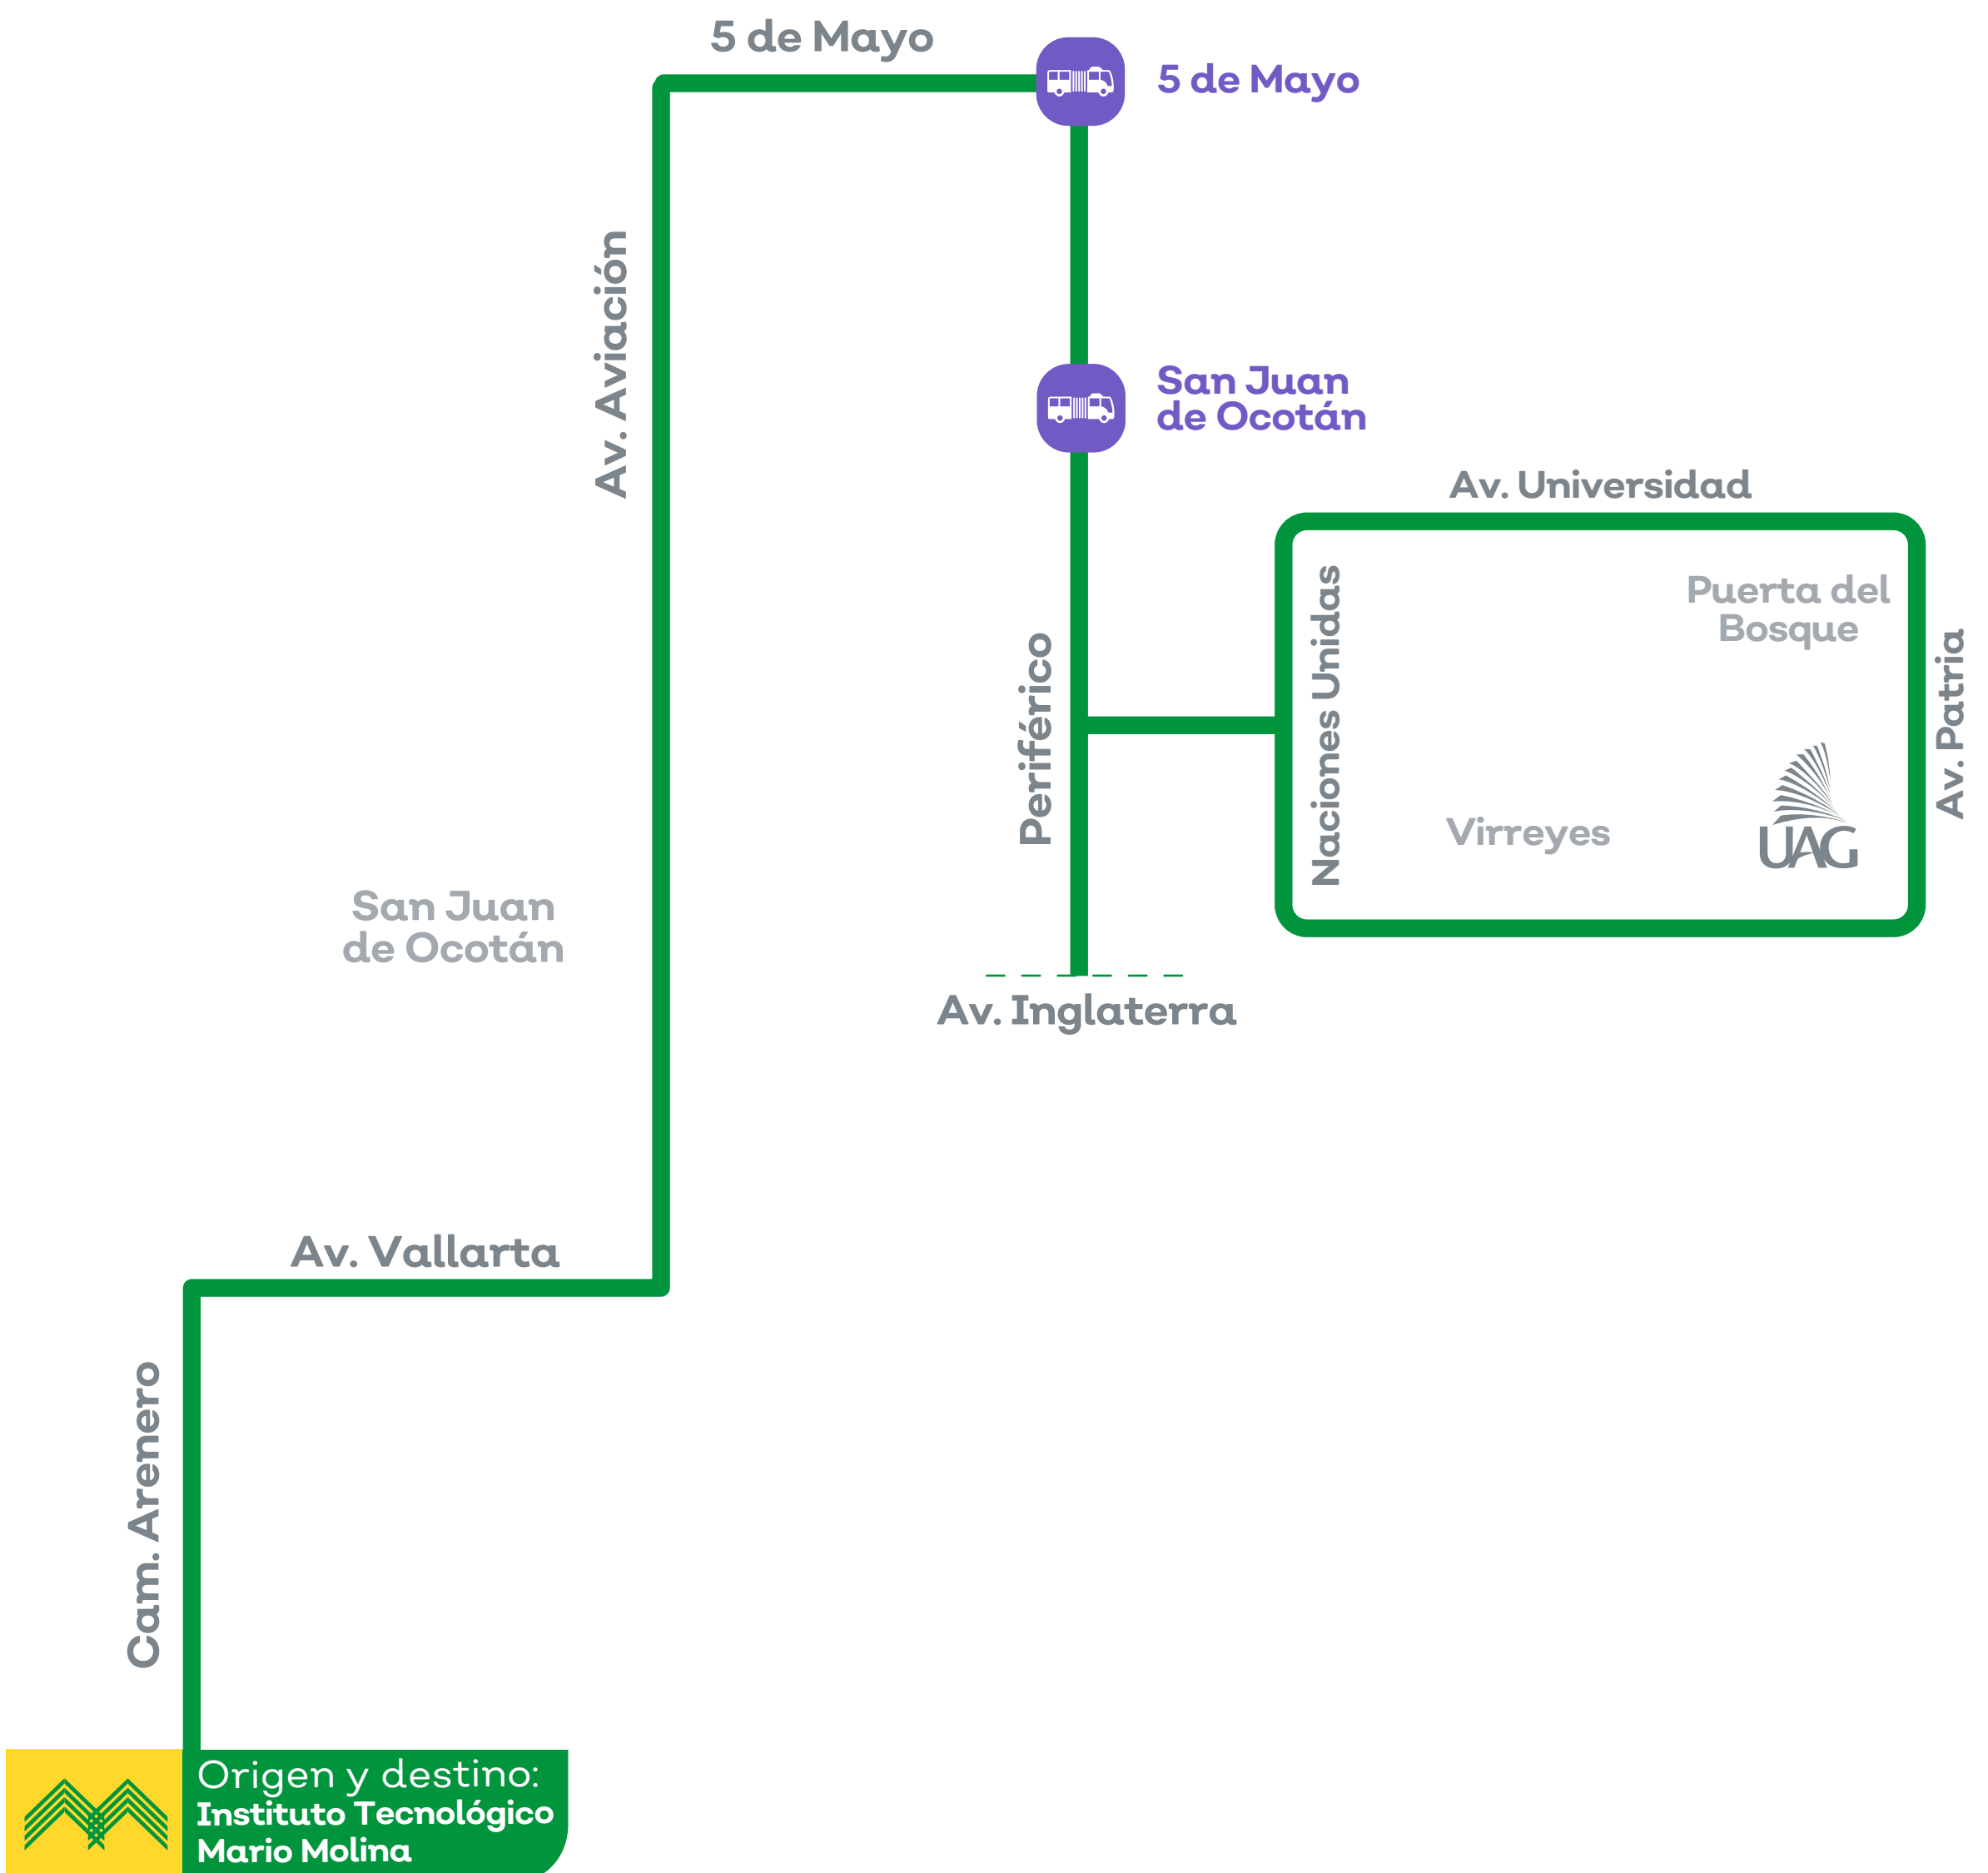 5 de Mayo
5 de Mayo
Av. Aviación
San Juan
de Ocotán
Av. Universidad
Puerta del
Bosque
Naciones Unidas
Periférico
Av. Patria
Virreyes
UAG
San Juan
de Ocotán
Av. Inglaterra
Av. Vallarta
Cam. Arenero
Origen y destino:
Instituto Tecnológico
Mario Molina